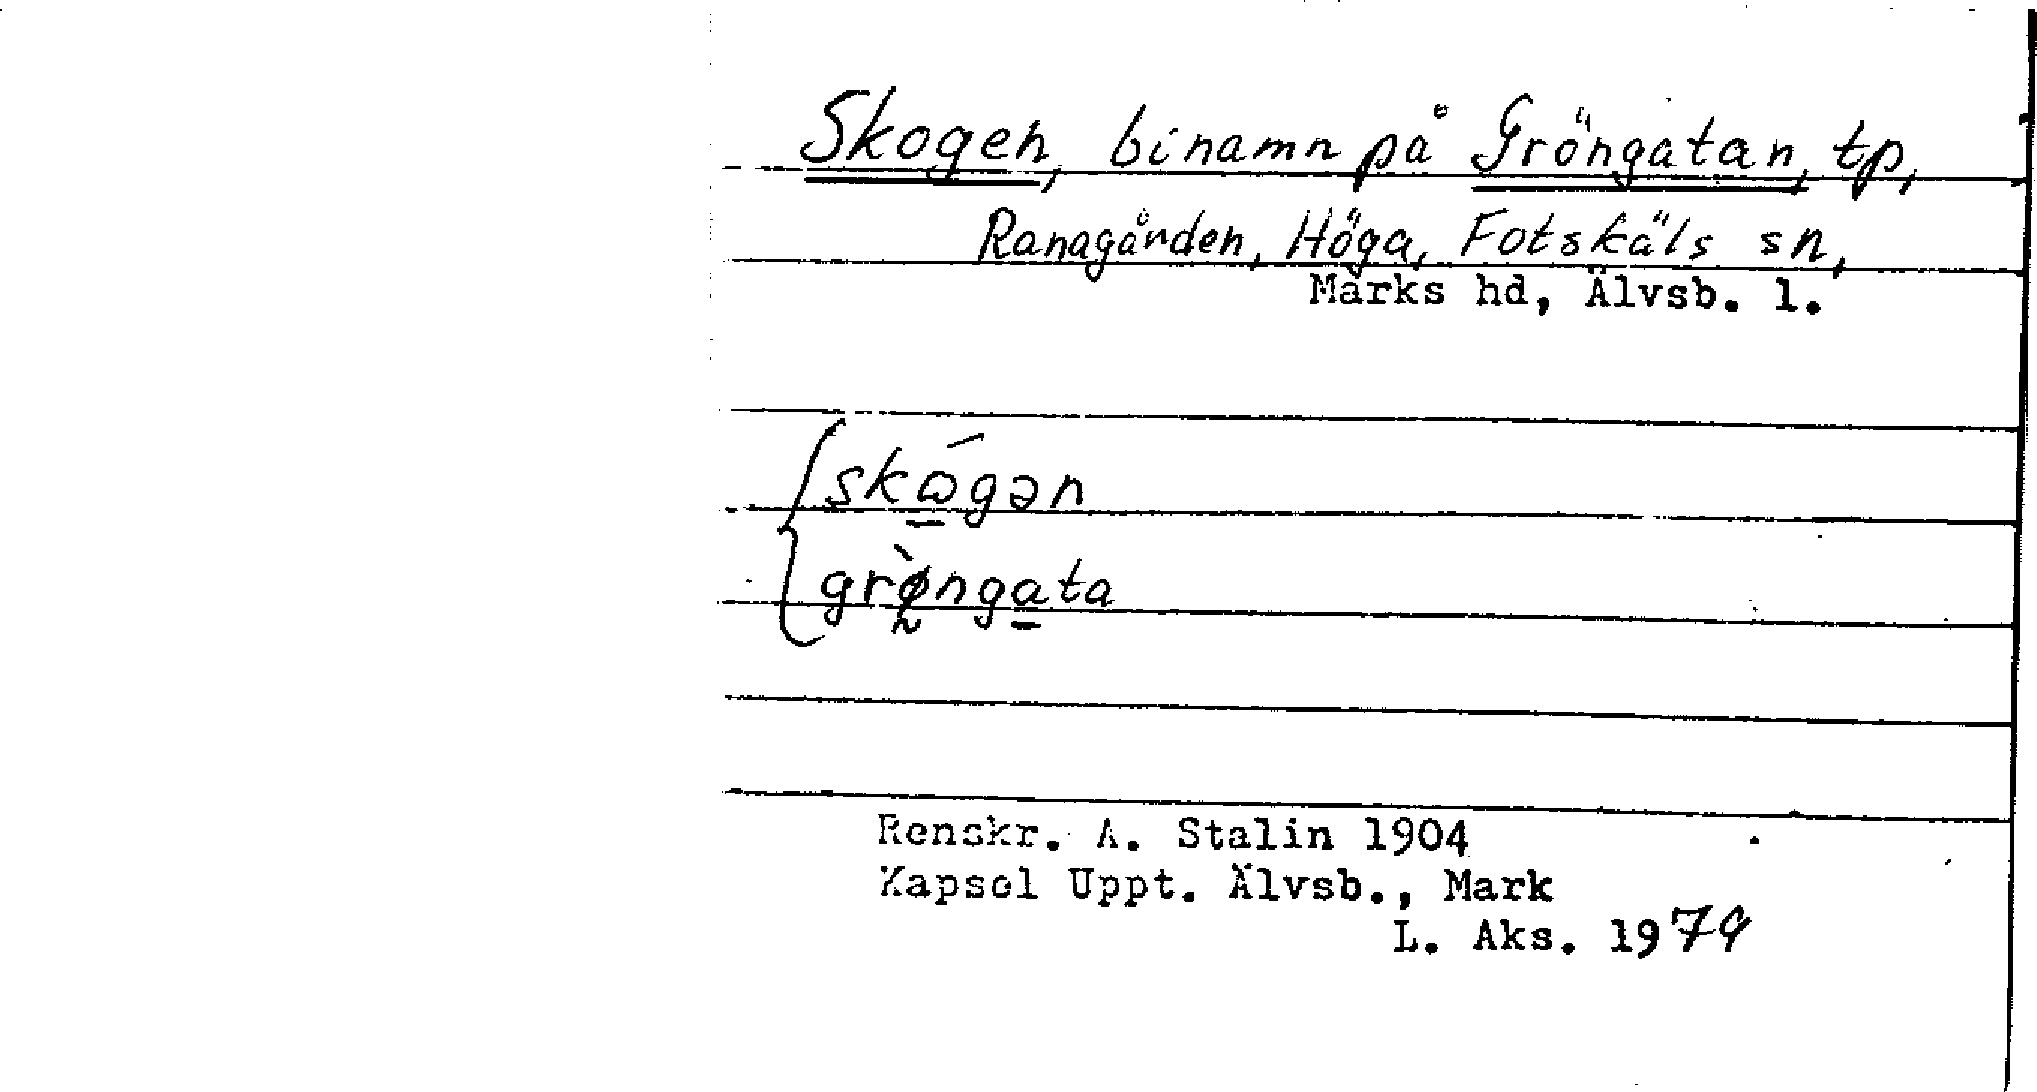 Skogen, binamn på Gröngatan, tp,
Ranagården, Höga, Fotskäls sn,
Marks hd, Älvsb. l.
skǫ́gən
grø̀ngata
Renskr. A. Stalin 1904
Kapsel Uppt. Älvsb., Mark
L. Aks. 1979